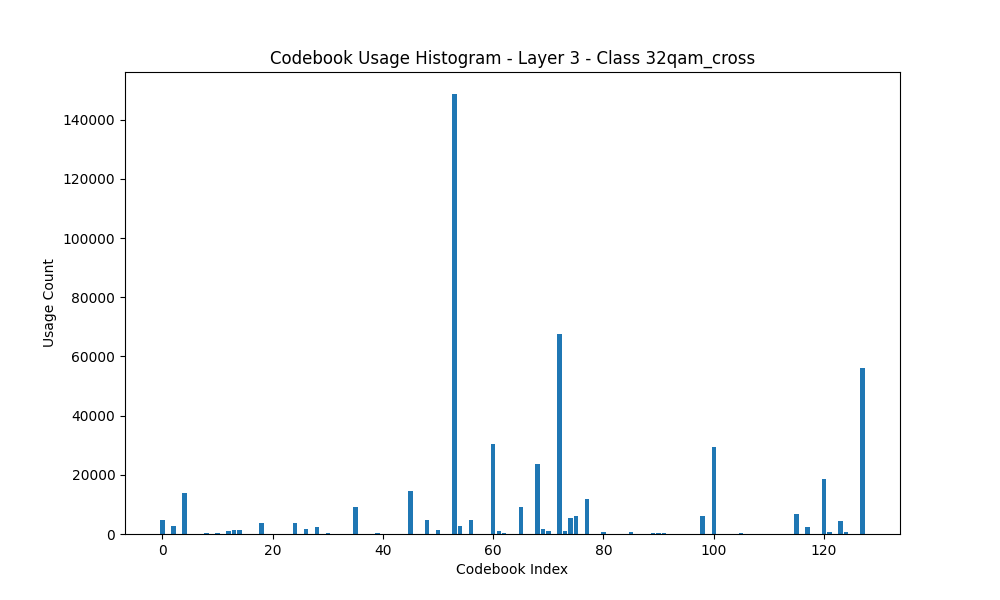 Codebook Usage Histogram - Layer 3 - Class 32qam_cross
Usage Count
140000
120000
100000
80000
60000
40000
20000
0
0 20 40 60 80 100 120
Codebook Index